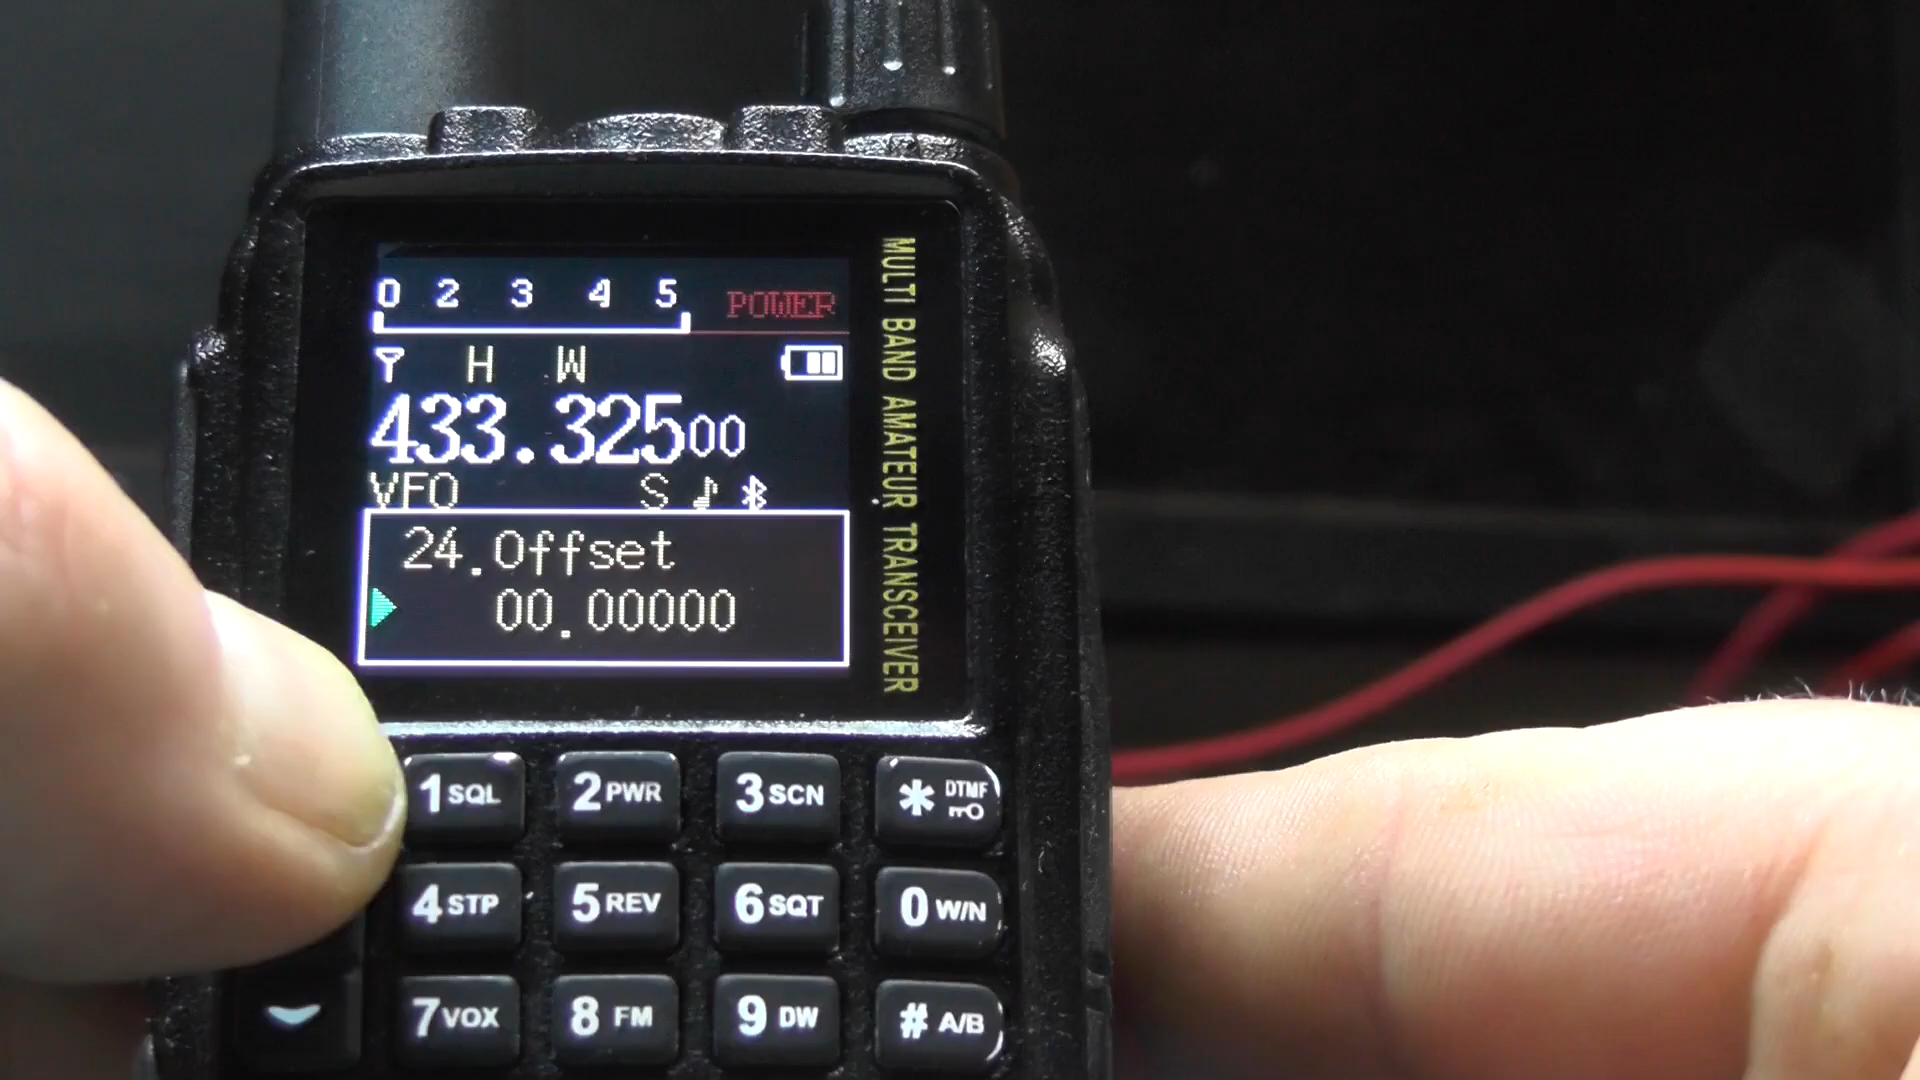 0 2 3 4 5 POWER
H W
433.32500
VFO S
24.Offset
00.00000
MULTI BAND AMATEUR TRANSCEIVER
1 SQL 2 PWR 3 SCN * DTMF
4 STP 5 REV 6 SQT 0 W/N
7 VOX 8 FM 9 DW # A/B